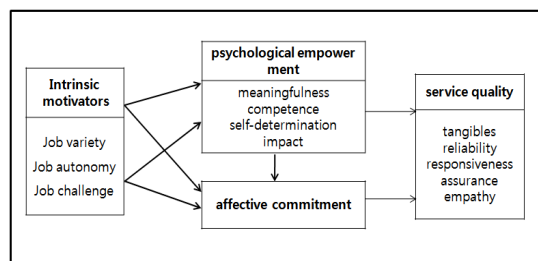 Intrinsic
motivators
Job variety
Job autonomy
Job challenge
psychological empower
ment
meaningfulness
competence
self-determination
impact
affective commitment
service quality
tangibles
reliability
responsiveness
assurance
empathy